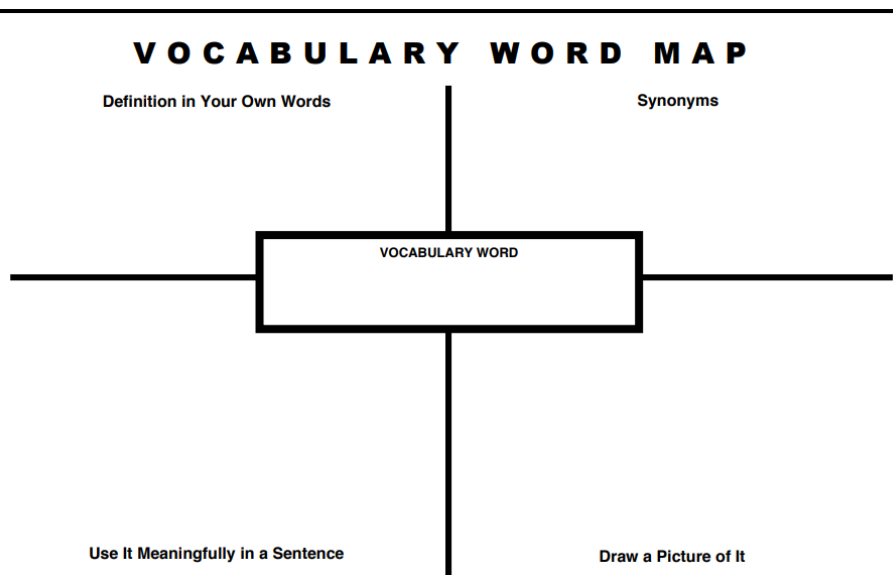 VOCABULARY WORD MAP
Definition in Your Own Words
Synonyms
VOCABULARY WORD
Use It Meaningfully in a Sentence
Draw a Picture of It